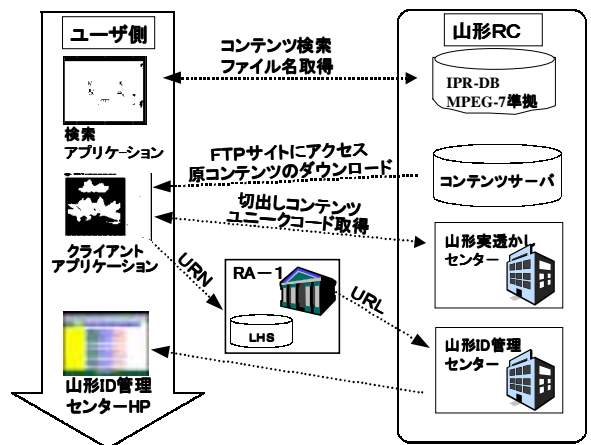 ユーザ側
山形RC
コンテンツ検索
ファイル名取得
IPR-DB
MPEG-7準拠
検索
アプリケーション
FTPサイトにアクセス
原コンテンツのダウンロード
コンテンツサーバ
切出しコンテンツ
ユニークコード取得
山形実透かし
センター
クライアント
アプリケーション
URN
RA－1
LHS
URL
山形ID管理
センター
山形ID管理
センターHP